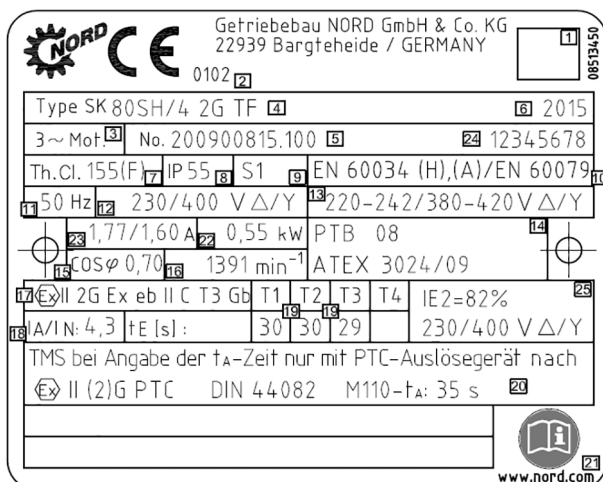 NORD CE Getriebebau NORD GmbH & Co. KG 1
22939 Bargteheide / GERMANY
0102 2
08513450
Type SK 80SH/4 2G TF 4 6 2015
3~ Mot. 3 No. 200900815.100 5 24 12345678
Th.Cl. 155(F) 7 IP 55 8 S1 9 EN 60034 (H),(A)/EN 60079 10
11 50 Hz 12 230/400 V Δ/Y 13 220-242/380-420V Δ/Y
23 1,77/1,60 A 22 0,55 kW PTB 08 14
15 COSφ 0,70 16 1391 min⁻¹ ATEX 3024/09
17 Ex II 2G Ex eb II C T3 Gb T1 T2 T3 T4 IE2=82% 25
19 19
18 IA/IN: 4,3 tE [s] : 30 30 29 230/400 V Δ/Y
TMS bei Angabe der tA-Zeit nur mit PTC-Auslösegerät nach
Ex II (2)G PTC DIN 44082 M110-tA: 35 s 20
i
21
www.nord.com